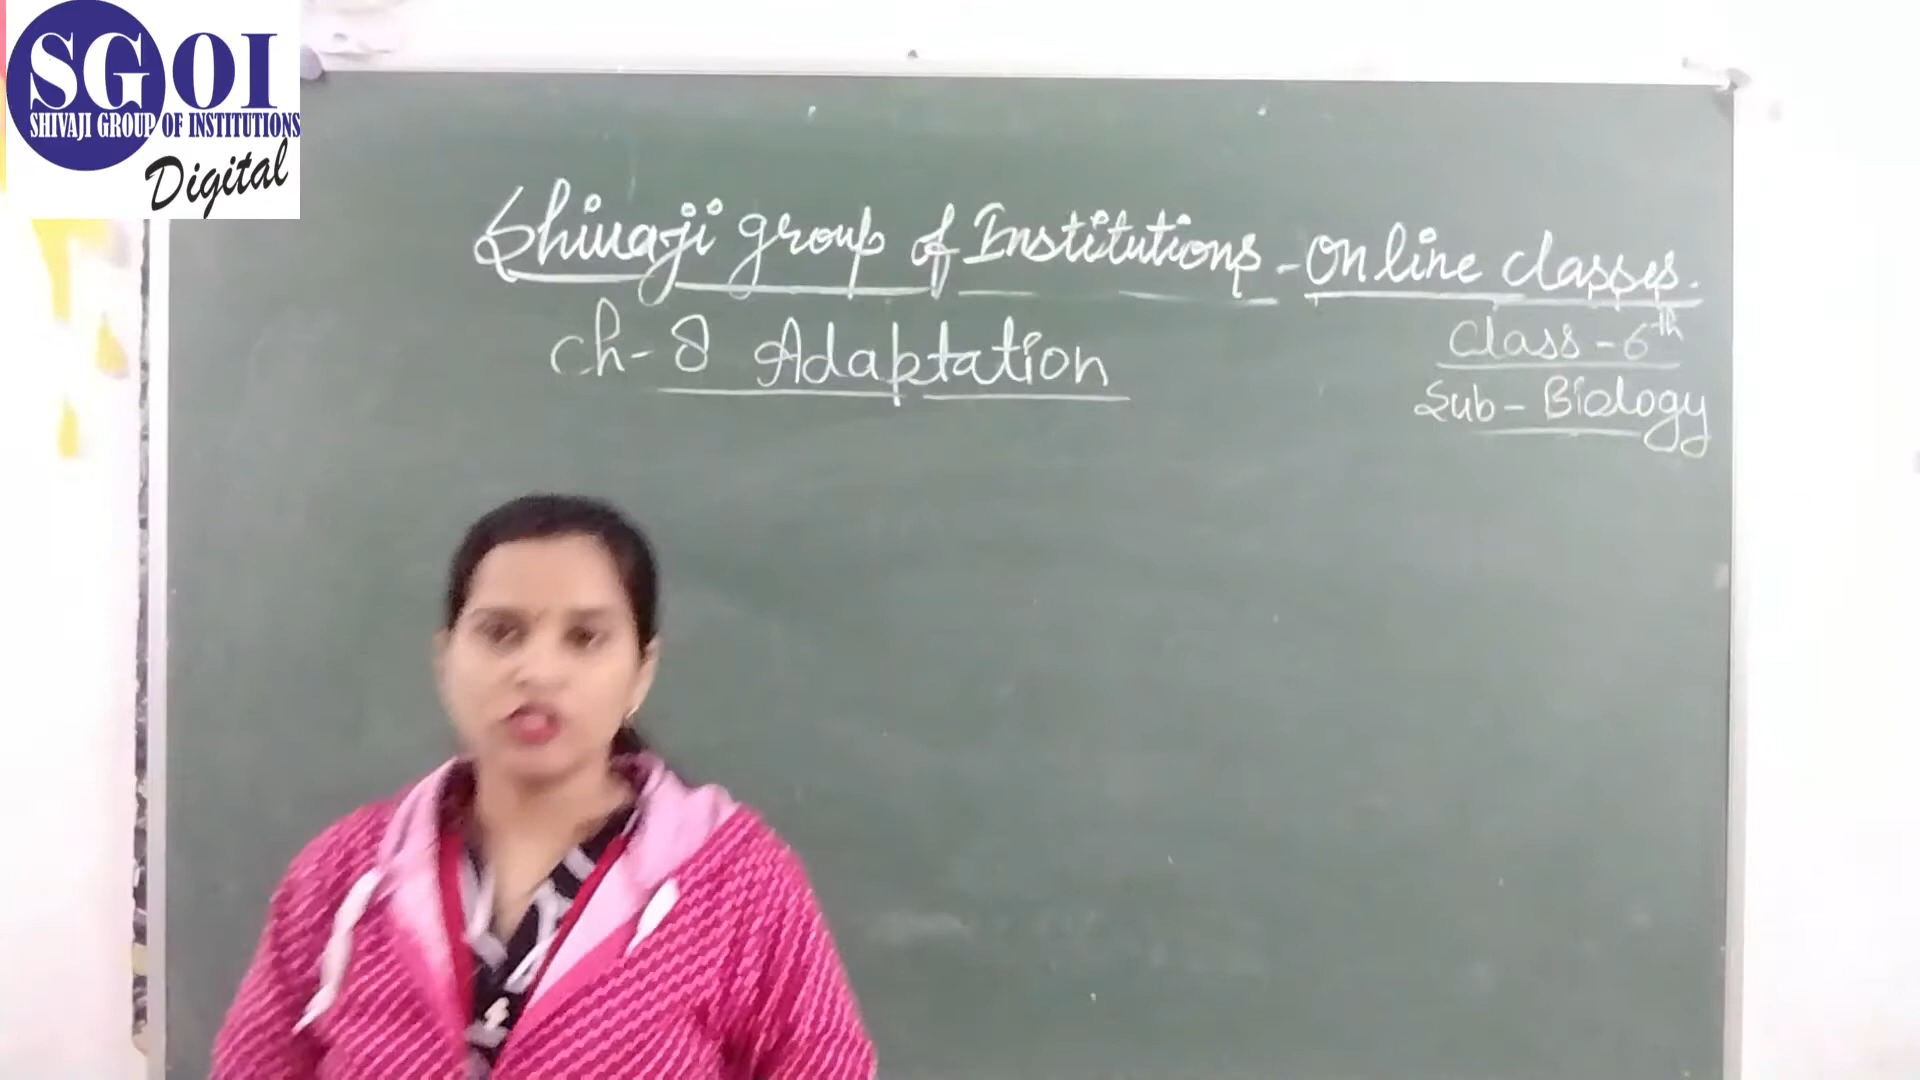 SGOI
SHIVAJI GROUP OF INSTITUTIONS
Digital
Shivaji group of Institutions - Online classes.
Ch-8 Adaptation
Class - 6th
Sub - Biology